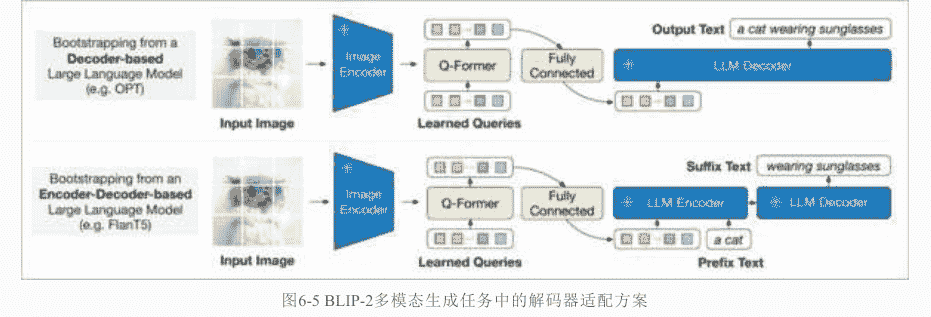 Bootstrapping from a
Decoder-based
Large Language Model
(e.g. OPT)
Input Image
Image
Encoder
Q-Former
Learned Queries
Fully
Connected
Output Text
a cat wearing sunglasses
LLM Decoder
Bootstrapping from an
Encoder-Decoder-based
Large Language Model
(e.g. FlanT5)
Input Image
Image
Encoder
Q-Former
Learned Queries
Fully
Connected
Suffix Text
wearing sunglasses
LLM Encoder
LLM Decoder
a cat
Prefix Text
图6-5 BLIP-2多模态生成任务中的解码器适配方案